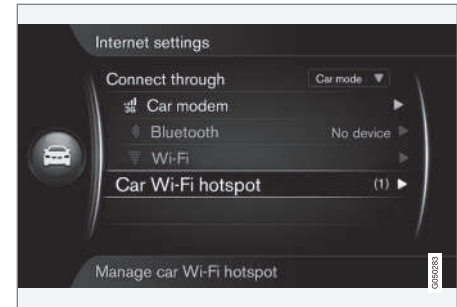 Internet settings
Connect through Car mode ▼
3G Car modem
Bluetooth No device
Wi-Fi
Car Wi-Fi hotspot (1)
Manage car Wi-Fi hotspot
G050283